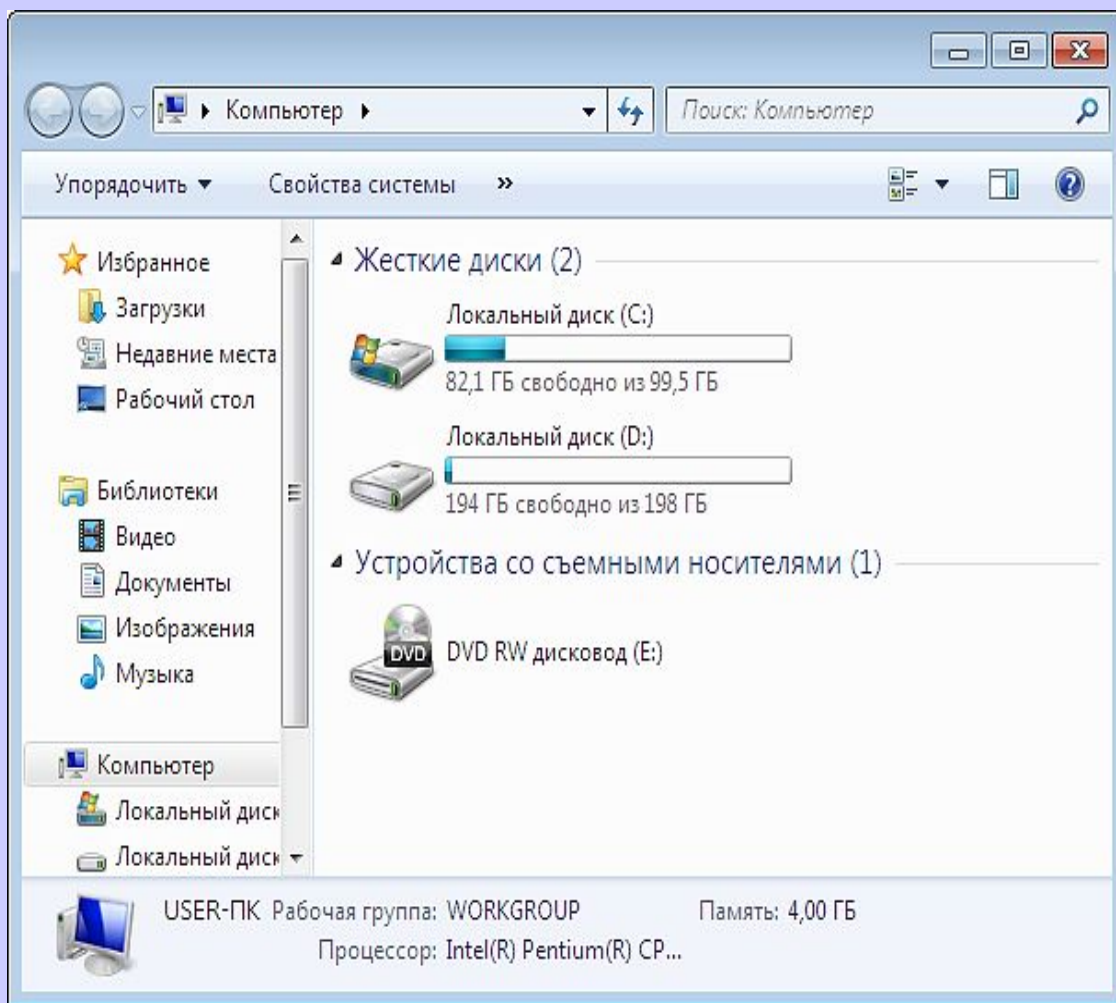 Компьютер
Поиск: Компьютер
Упорядочить
Свойства системы »
Избранное
Загрузки
Недавние места
Рабочий стол
Библиотеки
Видео
Документы
Изображения
Музыка
Компьютер
Локальный диск
Локальный диск
Жесткие диски (2)
Локальный диск (C:)
82,1 ГБ свободно из 99,5 ГБ
Локальный диск (D:)
194 ГБ свободно из 198 ГБ
Устройства со съемными носителями (1)
DVD
DVD RW дисковод (E:)
USER-ПК Рабочая группа: WORKGROUP Память: 4,00 ГБ
Процессор: Intel(R) Pentium(R) CP...